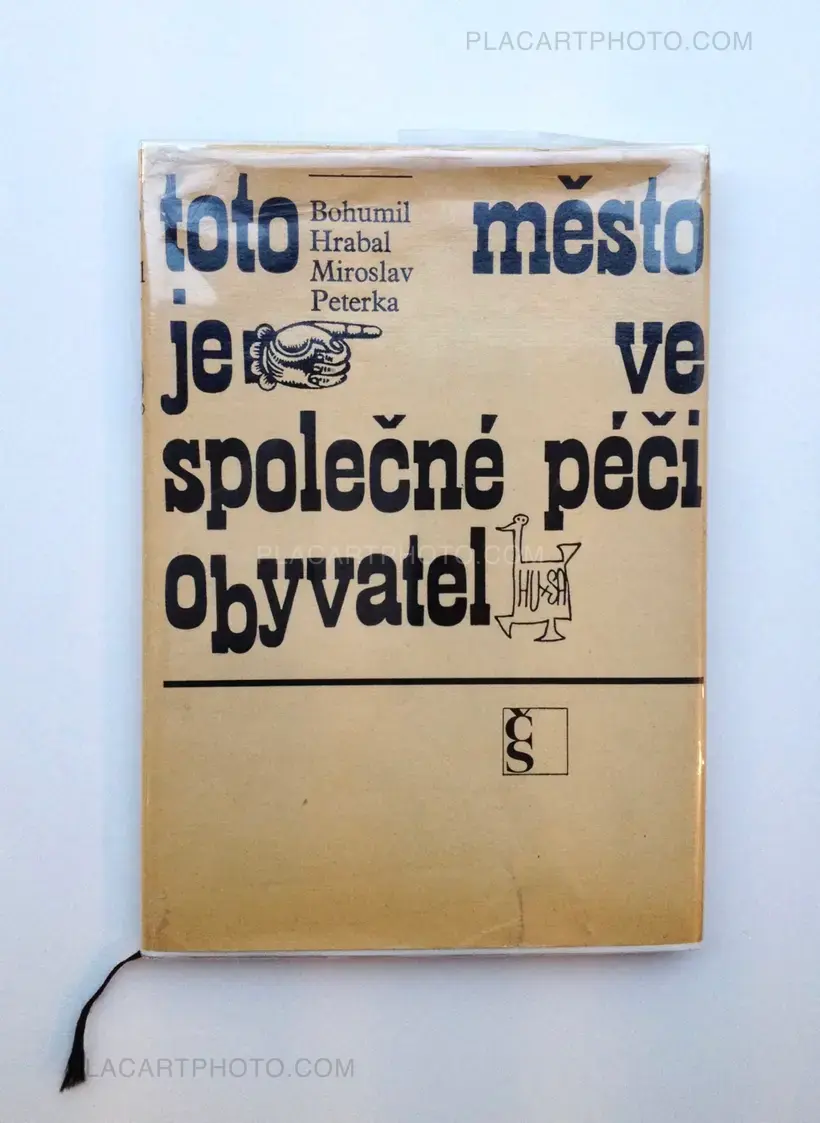 PLACARTPHOTO.COM
toto město
Bohumil
Hrabal
Miroslav
Peterka
je ve
společné péči
obyvatel
PLACARTPHOTO.COM
HUSA
ČS
PLACARTPHOTO.COM